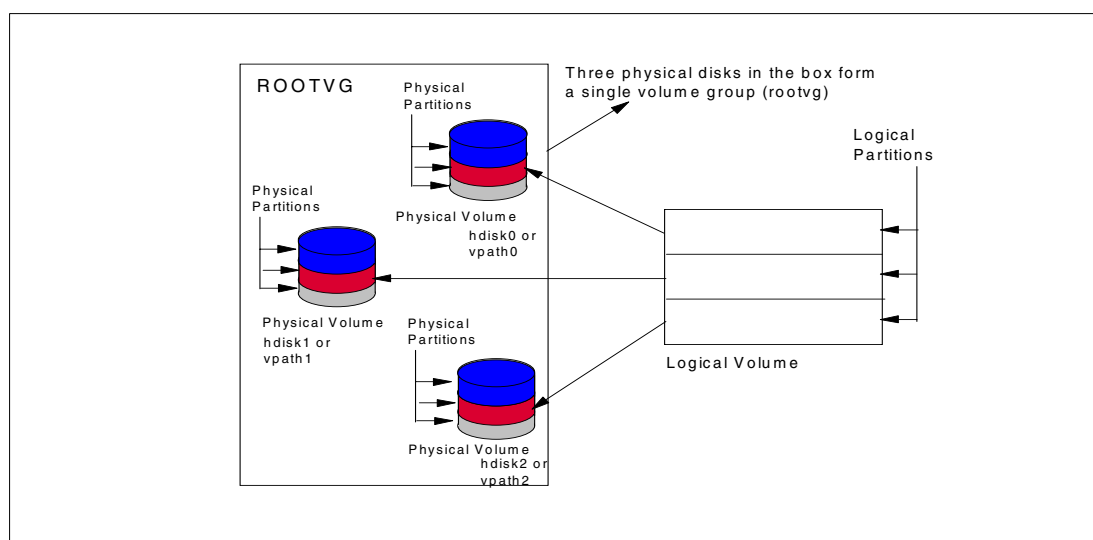 ROOTVG
Physical
Partitions
Physical Volume
hdisk0 or
vpath0
Physical
Partitions
Physical Volume
hdisk1 or
vpath1
Physical
Partitions
Physical Volume
hdisk2 or
vpath2
Three physical disks in the box form
a single volume group (rootvg)
Logical
Partitions
Logical Volume